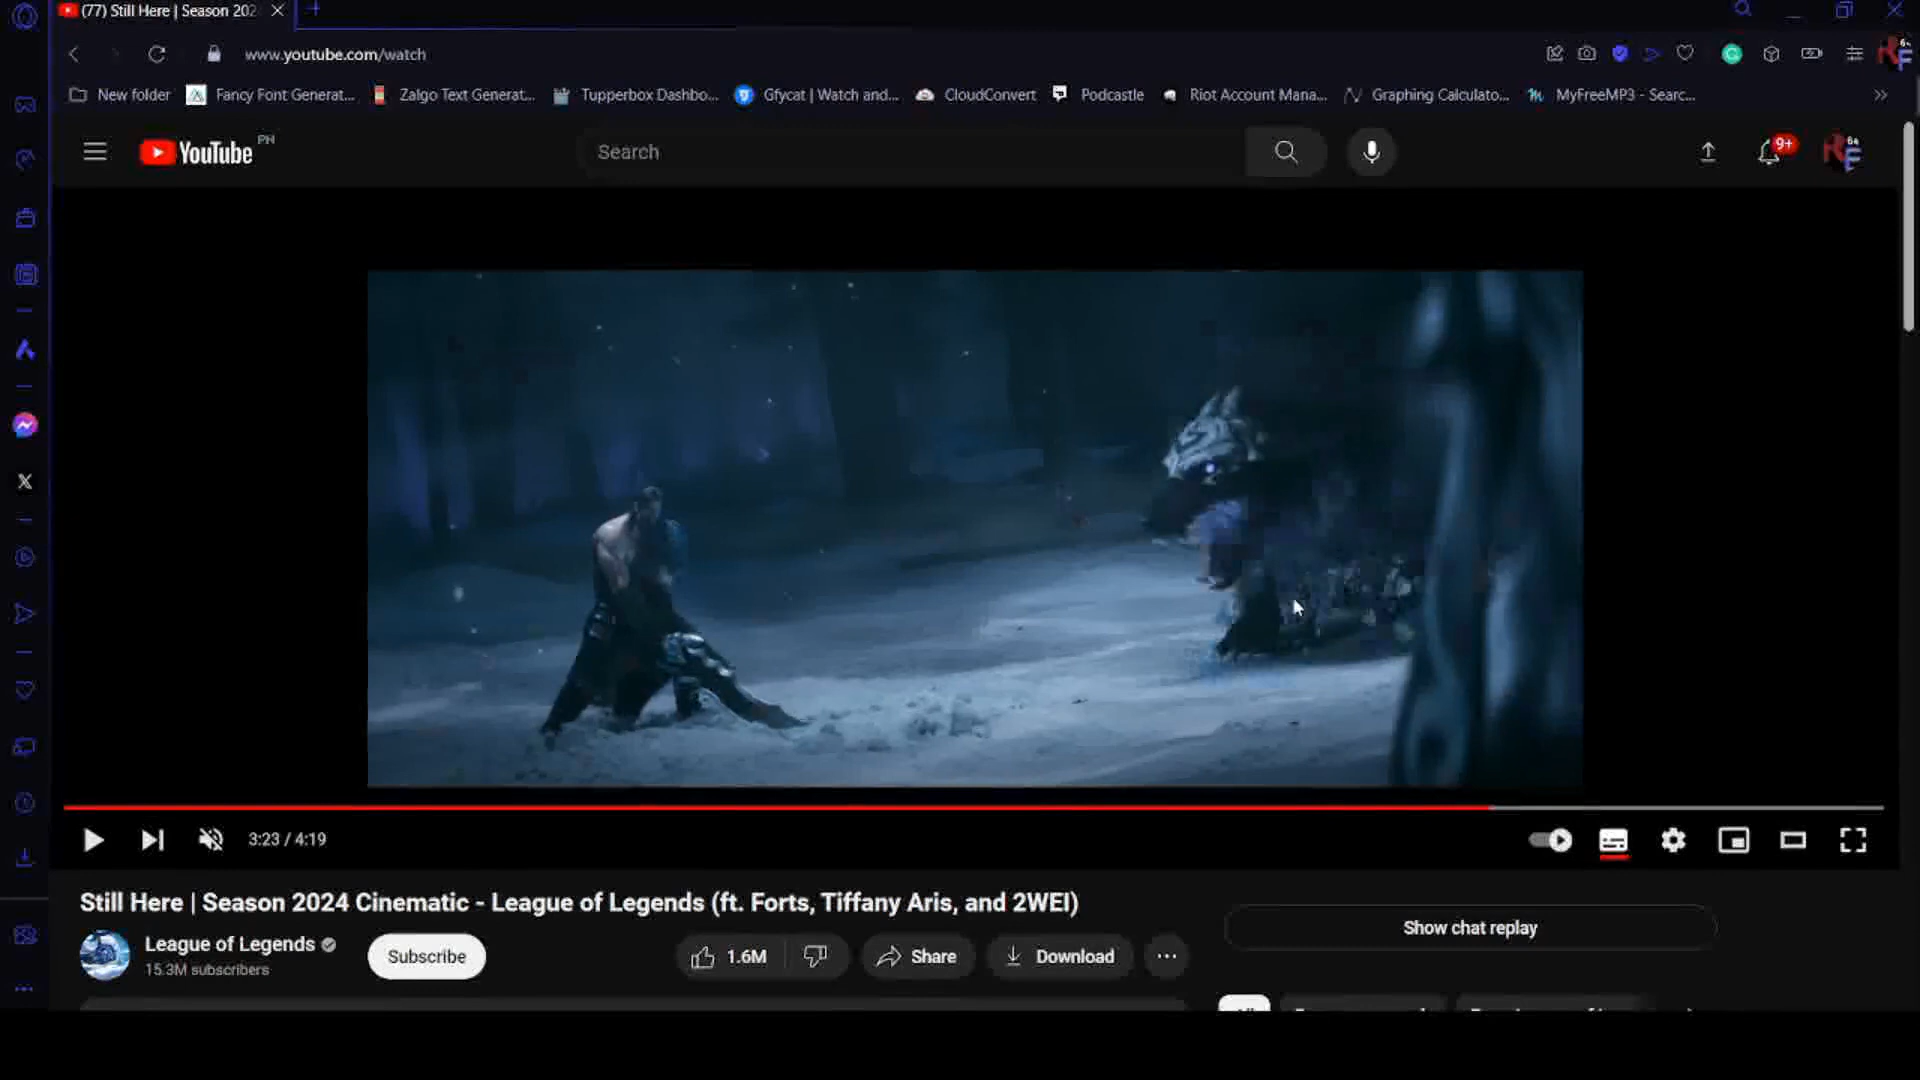 (77) Still Here | Season 202
www.youtube.com/watch
New folder
Fancy Font Generat...
Zalgo Text Generat...
Tupperbox Dashbo...
Gfycat | Watch and...
CloudConvert
Podcastle
Riot Account Mana...
Graphing Calculato...
MyFreeMP3 - Searc...
YouTube PH
Search
9+
3:23 / 4:19
Still Here | Season 2024 Cinematic - League of Legends (ft. Forts, Tiffany Aris, and 2WEI)
League of Legends
15.3M subscribers
Subscribe
1.6M
Share
Download
Show chat replay